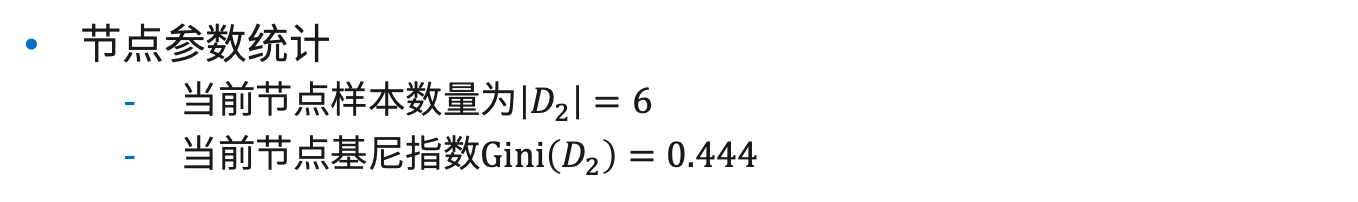 • 节点参数统计
- 当前节点样本数量为|D₂| = 6
- 当前节点基尼指数Gini(D₂) = 0.444